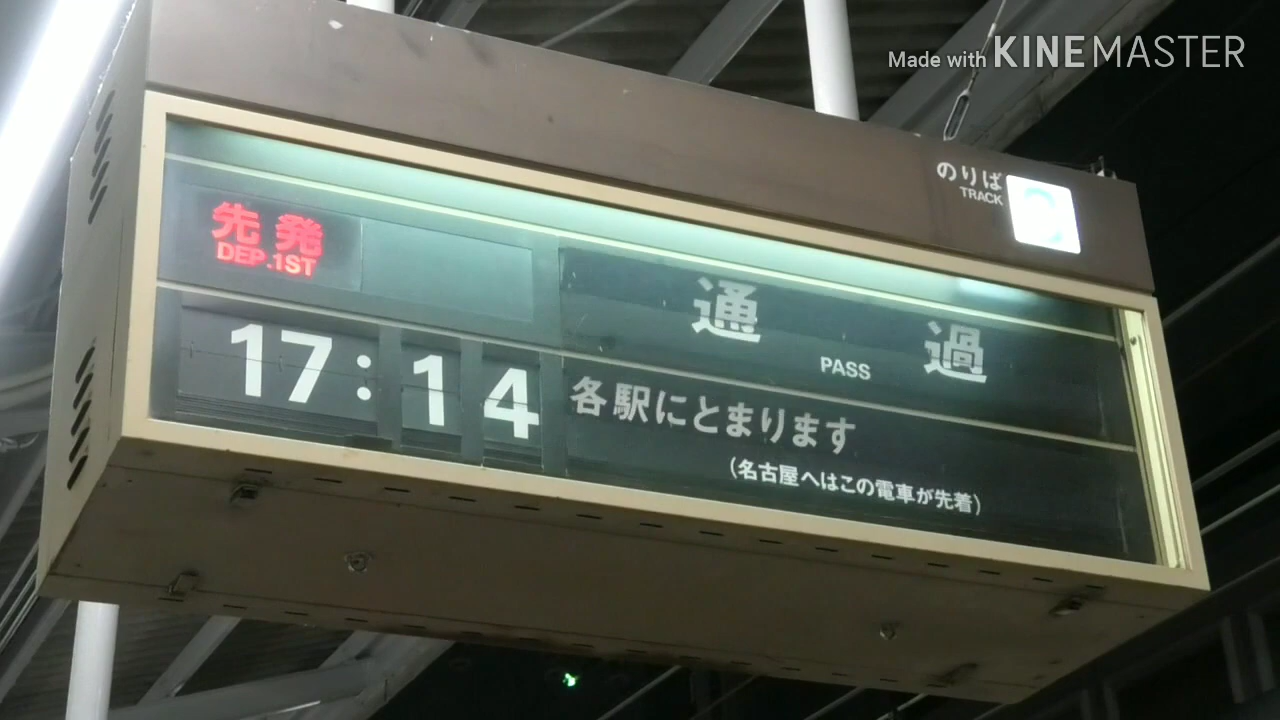 Made with KINEMASTER
のりば
TRACK
先発
DEP.1ST
通過
PASS
17:14
各駅にとまります
(名古屋へはこの電車が先着)